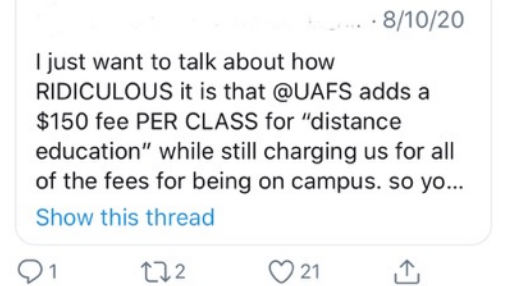 · 8/10/20
I just want to talk about how
RIDICULOUS it is that @UAFS adds a
$150 fee PER CLASS for “distance
education” while still charging us for all
of the fees for being on campus. so yo...
Show this thread
1 2 21